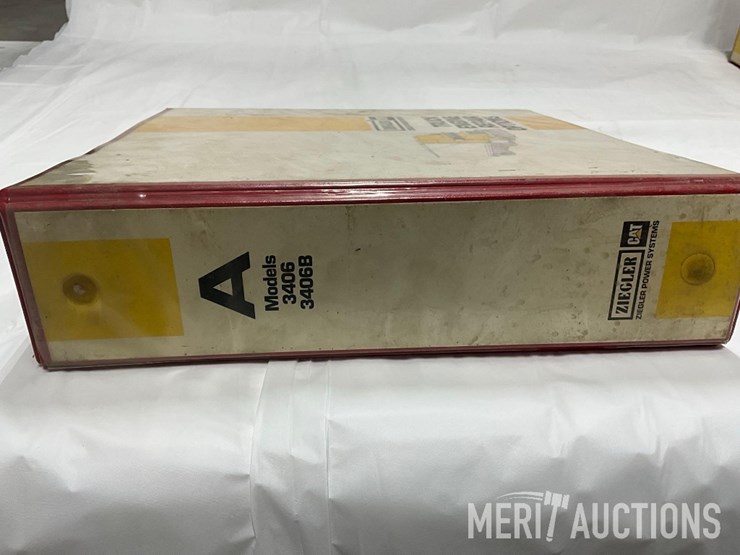 A
Models
3406
3406B
ZIEGLER CAT
ZIEGLER POWER SYSTEMS
MERIT AUCTIONS